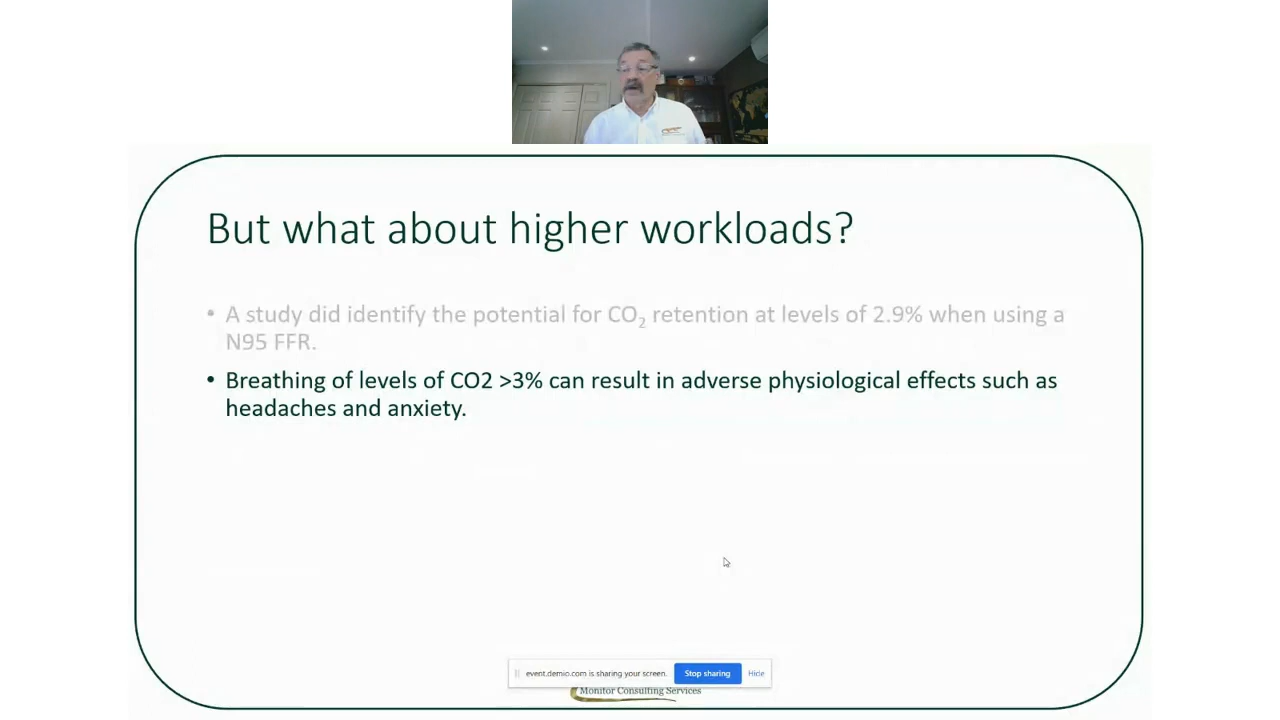 But what about higher workloads?
• A study did identify the potential for CO₂ retention at levels of 2.9% when using a
N95 FFR.
• Breathing of levels of CO2 >3% can result in adverse physiological effects such as
headaches and anxiety.
event.demio.com is sharing your screen. Stop sharing Hide
Monitor Consulting Services